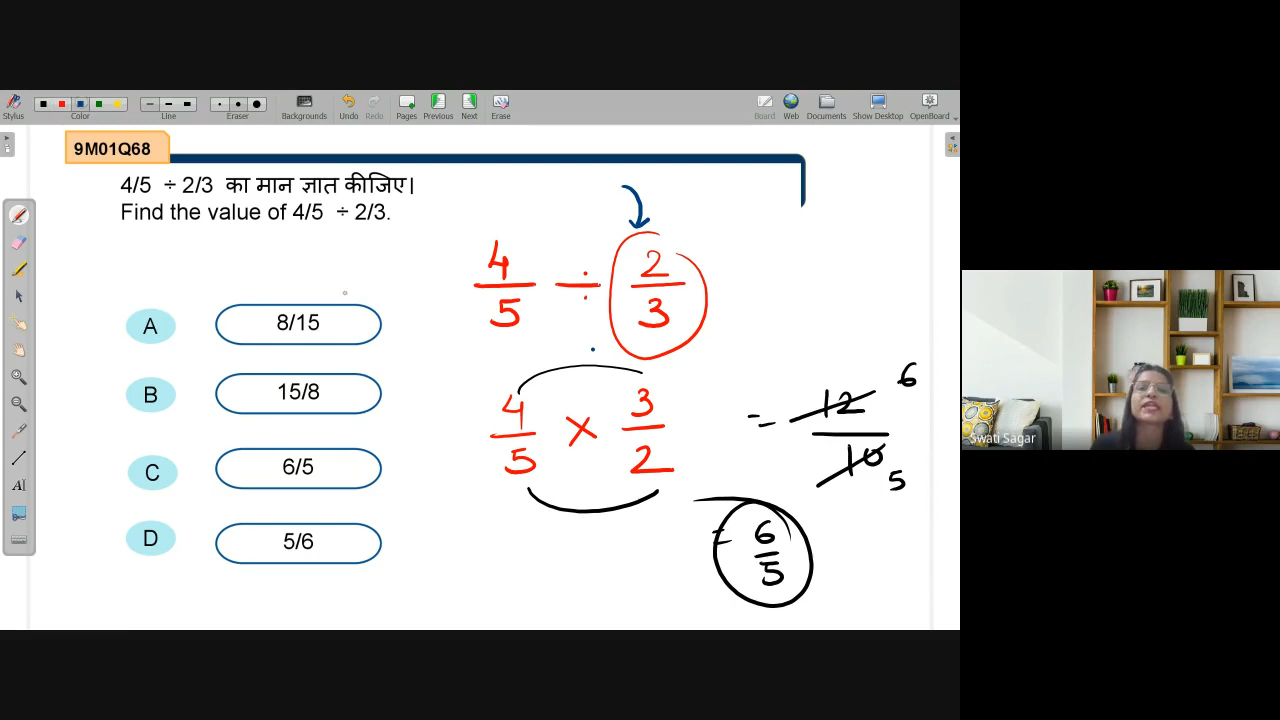 Stylus Color Line Eraser Backgrounds Undo Redo Pages Previous Next Erase Board Web Documents Show Desktop OpenBoard
9M01Q68
4/5 ÷ 2/3 का मान ज्ञात कीजिए।
Find the value of 4/5 ÷ 2/3.
A 8/15
B 15/8
C 6/5
D 5/6
4/5 ÷ 2/3
4/5 × 3/2 = 12/10 6 5
= 6/5
Swati Sagar